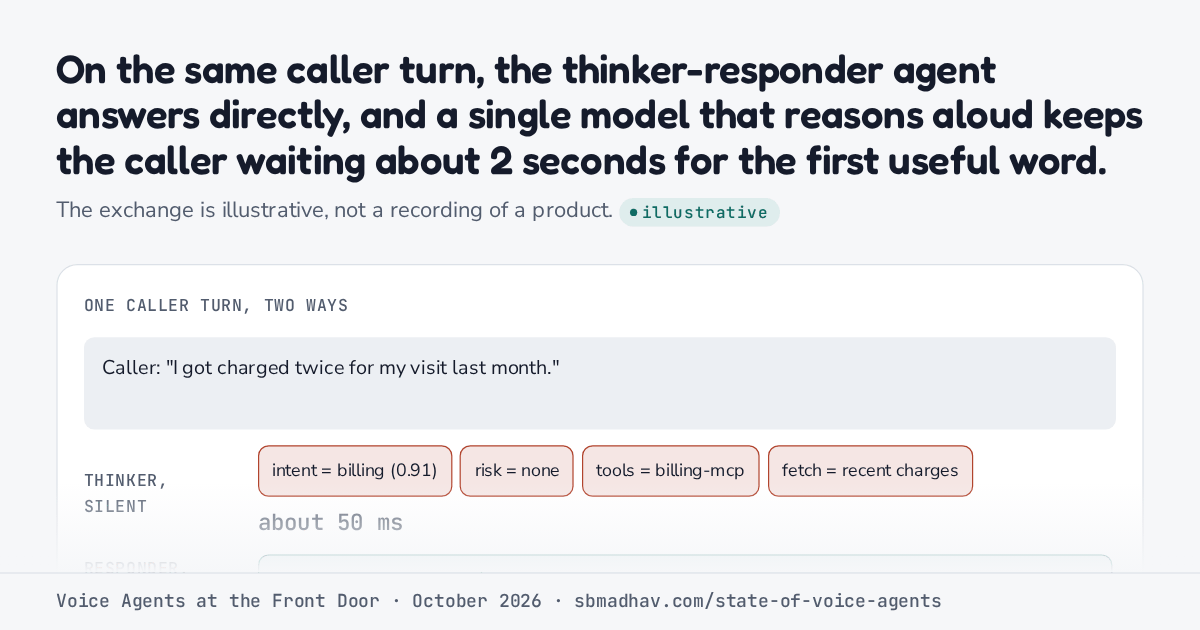 On the same caller turn, the thinker-responder agent
answers directly, and a single model that reasons aloud keeps
the caller waiting about 2 seconds for the first useful word.
The exchange is illustrative, not a recording of a product.
illustrative
ONE CALLER TURN, TWO WAYS
Caller: "I got charged twice for my visit last month."
THINKER,
SILENT
intent = billing (0.91)
risk = none
tools = billing-mcp
fetch = recent charges
about 50 ms
RESPONDER,
Voice Agents at the Front Door · October 2026 · sbmadhav.com/state-of-voice-agents